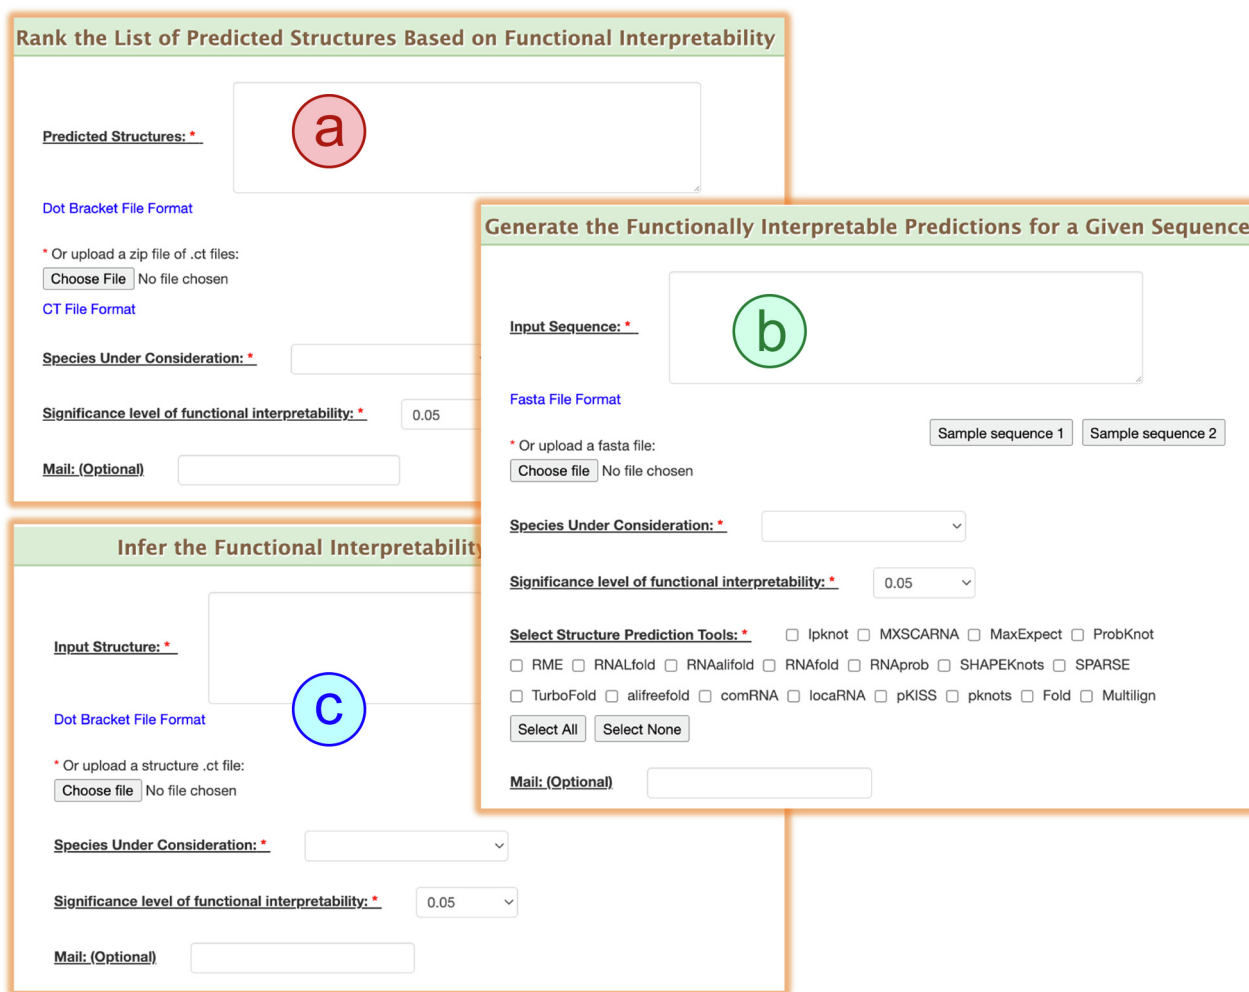 Rank the List of Predicted Structures Based on Functional Interpretability
a
Predicted Structures: *
Dot Bracket File Format
* Or upload a zip file of .ct files:
Choose File No file chosen
CT File Format
Species Under Consideration: *
Significance level of functional interpretability: * 0.05
Mail: (Optional)
Generate the Functionally Interpretable Predictions for a Given Sequence
b
Input Sequence: *
Fasta File Format
Sample sequence 1 Sample sequence 2
* Or upload a fasta file:
Choose file No file chosen
Species Under Consideration: *
Significance level of functional interpretability: * 0.05
Select Structure Prediction Tools: * Ipknot MXSCARNA MaxExpect ProbKnot
RME RNALfold RNAalifold RNAfold RNAprob SHAPEKnots SPARSE
TurboFold alifreefold comRNA locaRNA pKISS pknots Fold Multilign
Select All Select None
Mail: (Optional)
Infer the Functional Interpretability
Input Structure: *
c
Dot Bracket File Format
* Or upload a structure .ct file:
Choose file No file chosen
Species Under Consideration: *
Significance level of functional interpretability: * 0.05
Mail: (Optional)